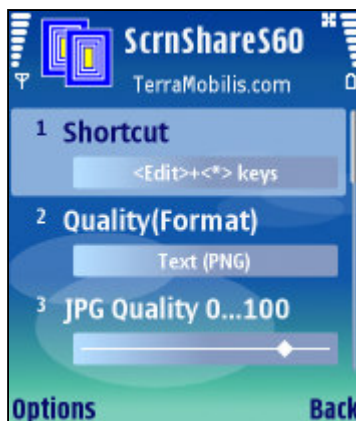 ScrnShareS60
TerraMobilis.com
1 Shortcut
<Edit>+<*> keys
2 Quality(Format)
Text (PNG)
3 JPG Quality 0...100
Options Back